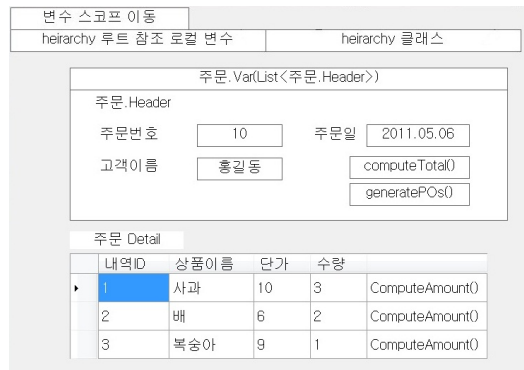 변수 스코프 이동
heirarchy 루트 참조 로컬 변수 heirarchy 클래스
주문.Var(List<주문.Header>)
주문.Header
주문번호 10 주문일 2011.05.06
고객이름 홍길동 computeTotal()
generatePOs()
주문 Detail
내역ID 상품이름 단가 수량
1 사과 10 3 ComputeAmount()
2 배 6 2 ComputeAmount()
3 복숭아 9 1 ComputeAmount()